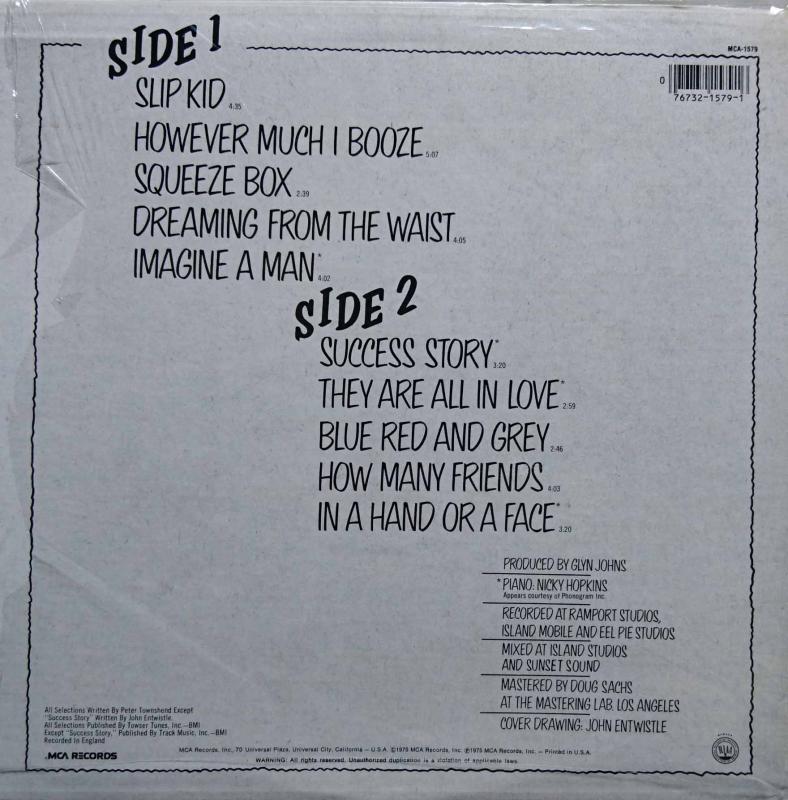 SIDE 1
MCA-1579
SLIP KID 4:35
0 76732-1579-1
HOWEVER MUCH I BOOZE 5:07
SQUEEZE BOX 2:39
DREAMING FROM THE WAIST 4:05
IMAGINE A MAN* 4:02
SIDE 2
SUCCESS STORY* 3:20
THEY ARE ALL IN LOVE* 2:59
BLUE RED AND GREY 2:46
HOW MANY FRIENDS 4:03
IN A HAND OR A FACE* 3:20
PRODUCED BY GLYN JOHNS
*PIANO: NICKY HOPKINS
Appears courtesy of Phonogram Inc.
RECORDED AT RAMPORT STUDIOS,
ISLAND MOBILE AND EEL PIE STUDIOS
MIXED AT ISLAND STUDIOS
AND SUNSET SOUND
MASTERED BY DOUG SACHS
AT THE MASTERING LAB, LOS ANGELES
COVER DRAWING: JOHN ENTWISTLE
All Selections Written By Peter Townshend Except
"Success Story" Written By John Entwistle.
All Selections Published By Towser Tunes, Inc.—BMI
Except "Success Story," Published By Track Music, Inc.—BMI
Recorded in England
MCA RECORDS
MCA Records, Inc., 70 Universal Plaza, Universal City, California — U.S.A. ©1975 MCA Records, Inc. ℗1975 MCA Records, Inc. — Printed in U.S.A.
WARNING: All rights reserved. Unauthorized duplication is a violation of applicable laws.